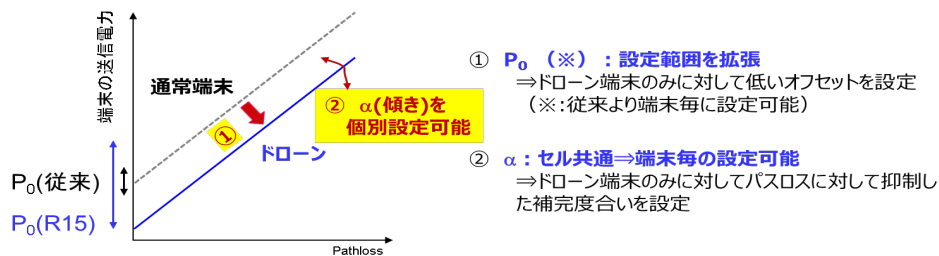 端末の送信電力
通常端末
①
② α(傾き)を
個別設定可能
ドローン
P₀(従来)
P₀(R15)
Pathloss
① P₀ （※）：設定範囲を拡張
⇒ドローン端末のみに対して低いオフセットを設定
（※：従来より端末毎に設定可能）
② α：セル共通⇒端末毎の設定可能
⇒ドローン端末のみに対してパスロスに対して抑制し
た補完度合いを設定